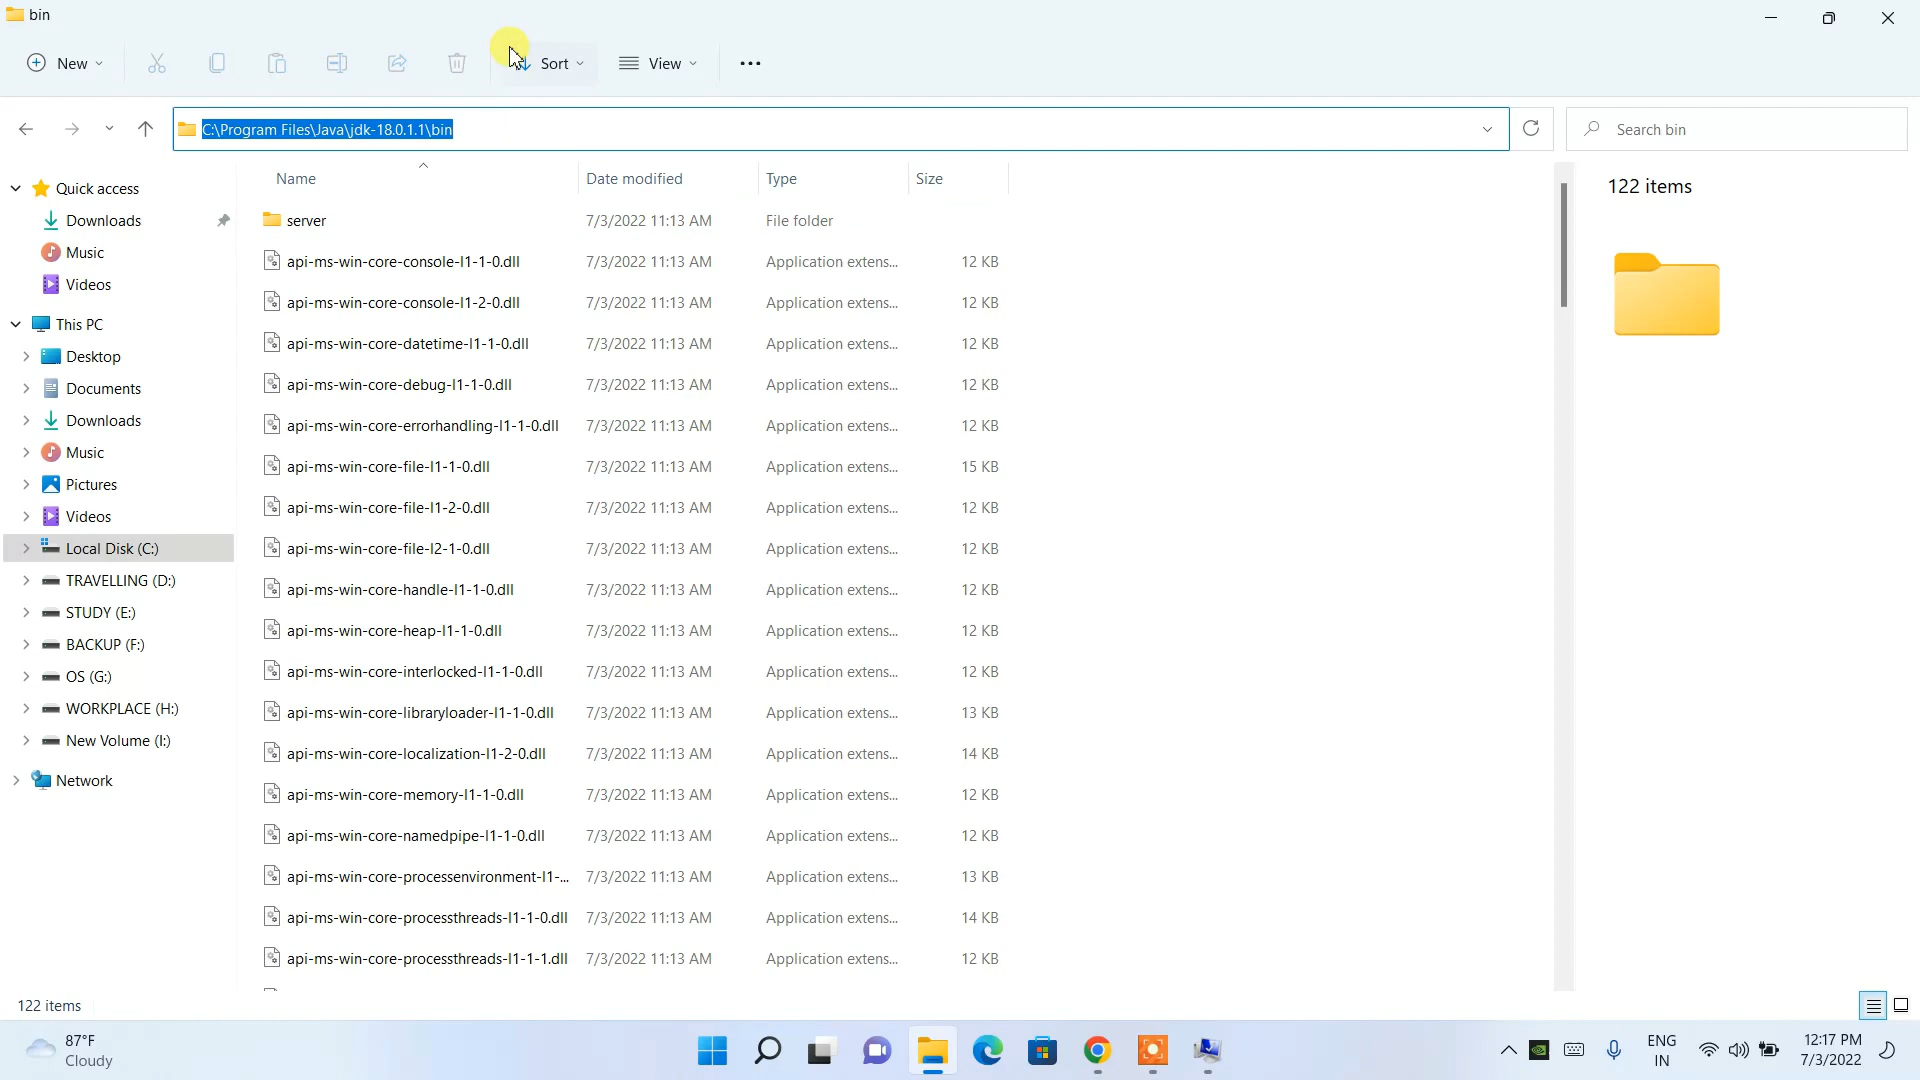 bin
New
Sort
View
C:\Program Files\Java\jdk-18.0.1.1\bin
Search bin
Name Date modified Type Size
122 items
Quick access
Downloads
Music
Videos
This PC
Desktop
Documents
Downloads
Music
Pictures
Videos
Local Disk (C:)
TRAVELLING (D:)
STUDY (E:)
BACKUP (F:)
OS (G:)
WORKPLACE (H:)
New Volume (I:)
Network
server 7/3/2022 11:13 AM File folder
api-ms-win-core-console-l1-1-0.dll 7/3/2022 11:13 AM Application extens... 12 KB
api-ms-win-core-console-l1-2-0.dll 7/3/2022 11:13 AM Application extens... 12 KB
api-ms-win-core-datetime-l1-1-0.dll 7/3/2022 11:13 AM Application extens... 12 KB
api-ms-win-core-debug-l1-1-0.dll 7/3/2022 11:13 AM Application extens... 12 KB
api-ms-win-core-errorhandling-l1-1-0.dll 7/3/2022 11:13 AM Application extens... 12 KB
api-ms-win-core-file-l1-1-0.dll 7/3/2022 11:13 AM Application extens... 15 KB
api-ms-win-core-file-l1-2-0.dll 7/3/2022 11:13 AM Application extens... 12 KB
api-ms-win-core-file-l2-1-0.dll 7/3/2022 11:13 AM Application extens... 12 KB
api-ms-win-core-handle-l1-1-0.dll 7/3/2022 11:13 AM Application extens... 12 KB
api-ms-win-core-heap-l1-1-0.dll 7/3/2022 11:13 AM Application extens... 12 KB
api-ms-win-core-interlocked-l1-1-0.dll 7/3/2022 11:13 AM Application extens... 12 KB
api-ms-win-core-libraryloader-l1-1-0.dll 7/3/2022 11:13 AM Application extens... 13 KB
api-ms-win-core-localization-l1-2-0.dll 7/3/2022 11:13 AM Application extens... 14 KB
api-ms-win-core-memory-l1-1-0.dll 7/3/2022 11:13 AM Application extens... 12 KB
api-ms-win-core-namedpipe-l1-1-0.dll 7/3/2022 11:13 AM Application extens... 12 KB
api-ms-win-core-processenvironment-l1-... 7/3/2022 11:13 AM Application extens... 13 KB
api-ms-win-core-processthreads-l1-1-0.dll 7/3/2022 11:13 AM Application extens... 14 KB
api-ms-win-core-processthreads-l1-1-1.dll 7/3/2022 11:13 AM Application extens... 12 KB
122 items
87°F
Cloudy
ENG
IN
12:17 PM
7/3/2022